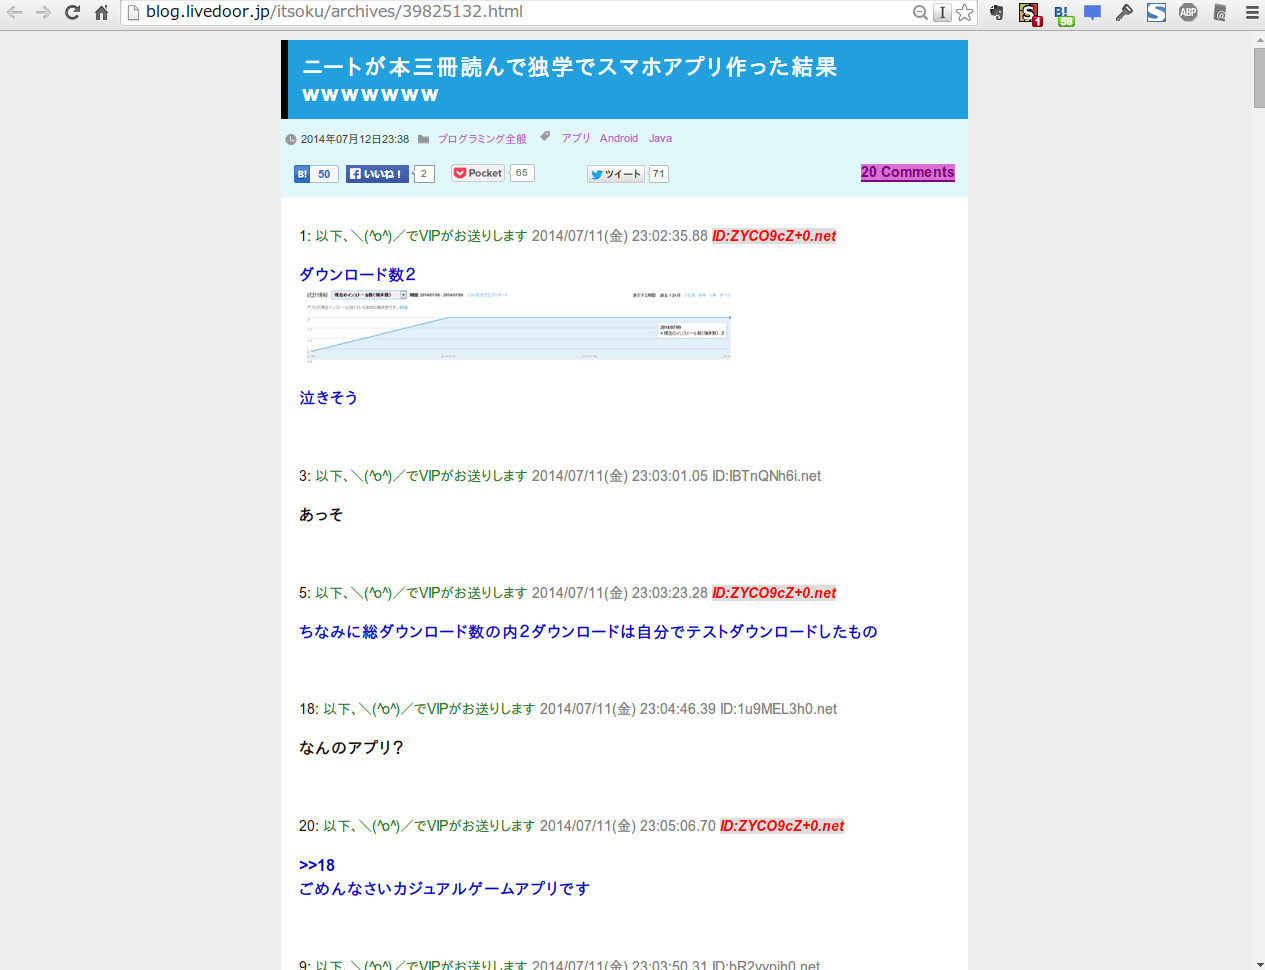 blog.livedoor.jp/itsoku/archives/39825132.html
ニートが本三冊読んで独学でスマホアプリ作った結果
wwwwwww
2014年07月12日23:38 プログラミング全般 アプリ Android Java
B! 50 いいね! 2 Pocket 65 ツイート 71 20 Comments
1: 以下、＼(^o^)／でVIPがお送りします 2014/07/11(金) 23:02:35.88 ID:ZYCO9cZ+0.net
ダウンロード数2
泣きそう
3: 以下、＼(^o^)／でVIPがお送りします 2014/07/11(金) 23:03:01.05 ID:IBTnQNh6i.net
あっそ
5: 以下、＼(^o^)／でVIPがお送りします 2014/07/11(金) 23:03:23.28 ID:ZYCO9cZ+0.net
ちなみに総ダウンロード数の内2ダウンロードは自分でテストダウンロードしたもの
18: 以下、＼(^o^)／でVIPがお送りします 2014/07/11(金) 23:04:46.39 ID:1u9MEL3h0.net
なんのアプリ?
20: 以下、＼(^o^)／でVIPがお送りします 2014/07/11(金) 23:05:06.70 ID:ZYCO9cZ+0.net
>>18
ごめんなさいカジュアルゲームアプリです
9: 以下、＼(^o^)／でVIPがお送りします 2014/07/11(金) 23:03:50.31